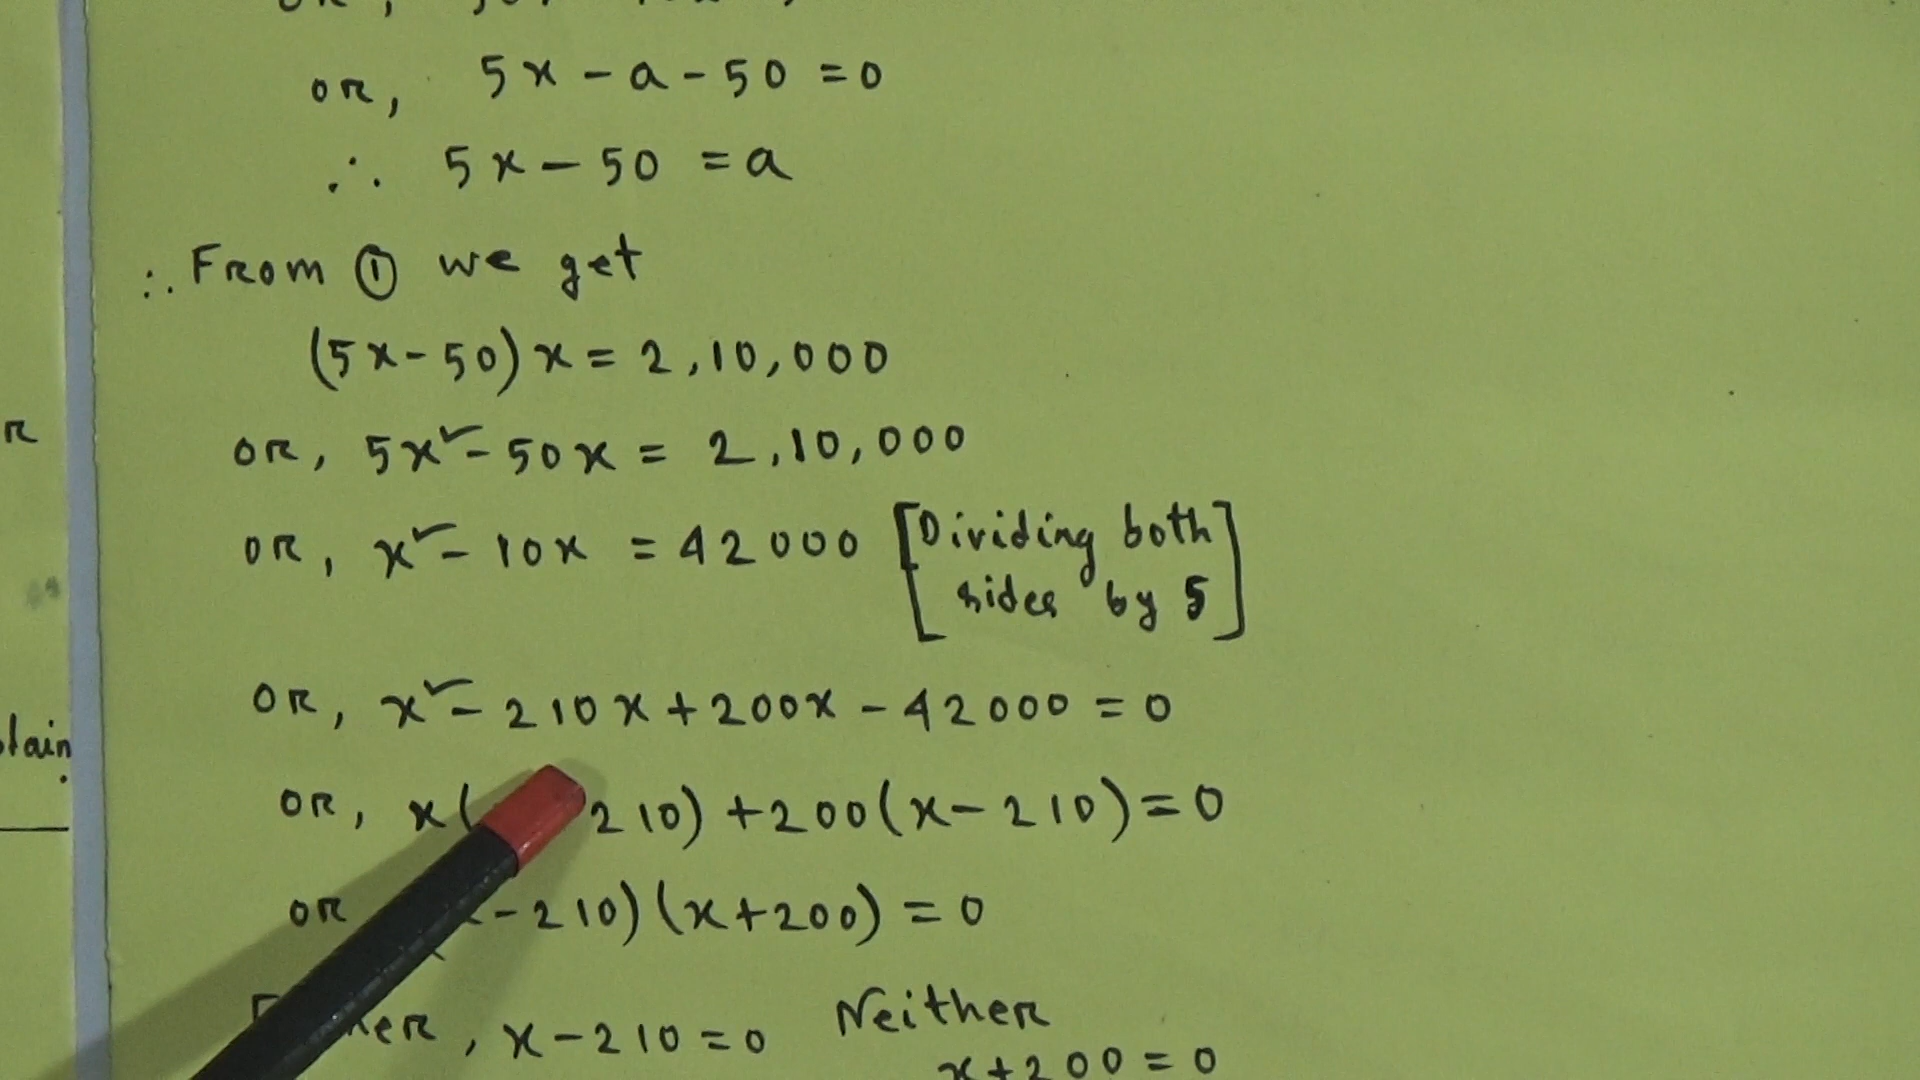 or, 5x - a - 50 = 0
∴ 5x - 50 = a
∴ From ① we get
(5x - 50) x = 2,10,000
or, 5x² - 50x = 2,10,000
or, x² - 10x = 42000 [Dividing both
sides by 5]
or, x² - 210x + 200x - 42000 = 0
or, x( 210) + 200(x - 210) = 0
or - 210)(x + 200) = 0
, x - 210 = 0 Neither
x + 200 = 0